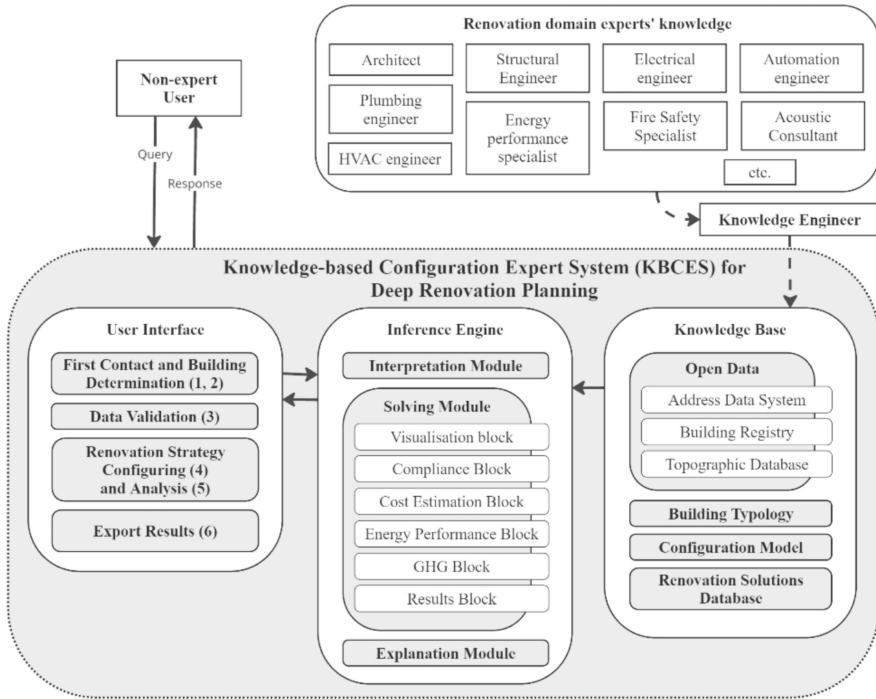 Renovation domain experts' knowledge
Architect
Structural
Engineer
Electrical
engineer
Automation
engineer
Plumbing
engineer
Energy
performance
specialist
Fire Safety
Specialist
Acoustic
Consultant
HVAC engineer
etc.
Non-expert
User
Query
Response
Knowledge Engineer
Knowledge-based Configuration Expert System (KBCES) for
Deep Renovation Planning
User Interface
First Contact and Building
Determination (1, 2)
Data Validation (3)
Renovation Strategy
Configuring (4)
and Analysis (5)
Export Results (6)
Inference Engine
Interpretation Module
Solving Module
Visualisation block
Compliance Block
Cost Estimation Block
Energy Performance Block
GHG Block
Results Block
Explanation Module
Knowledge Base
Open Data
Address Data System
Building Registry
Topographic Database
Building Typology
Configuration Model
Renovation Solutions
Database